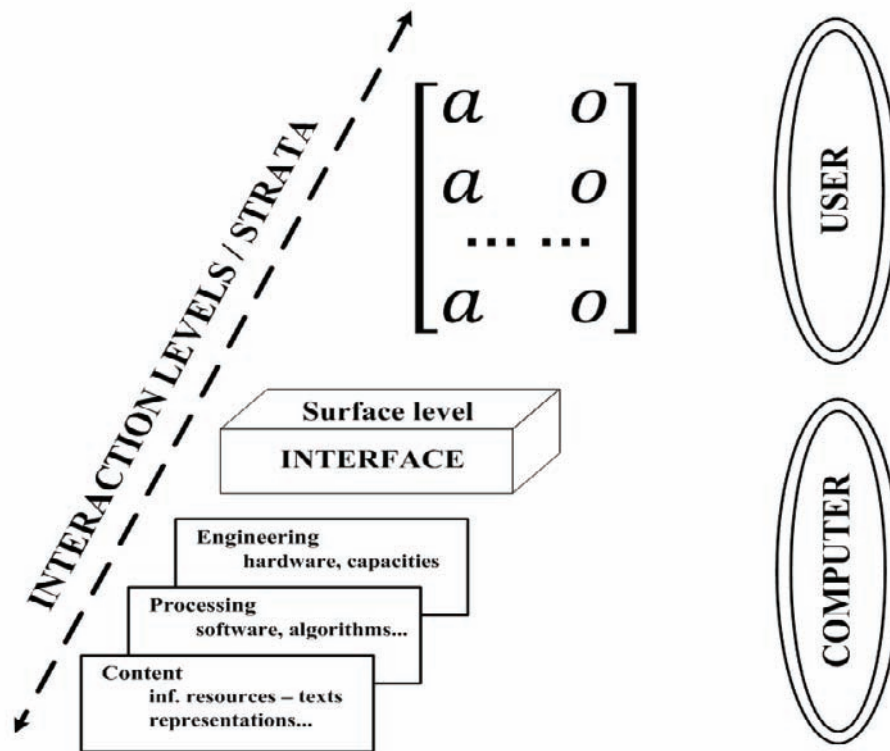 INTERACTION LEVELS / STRATA
a o
a o
... ...
a o
USER
Surface level
INTERFACE
Engineering
hardware, capacities
Processing
software, algorithms...
Content
inf. resources – texts
representations...
COMPUTER